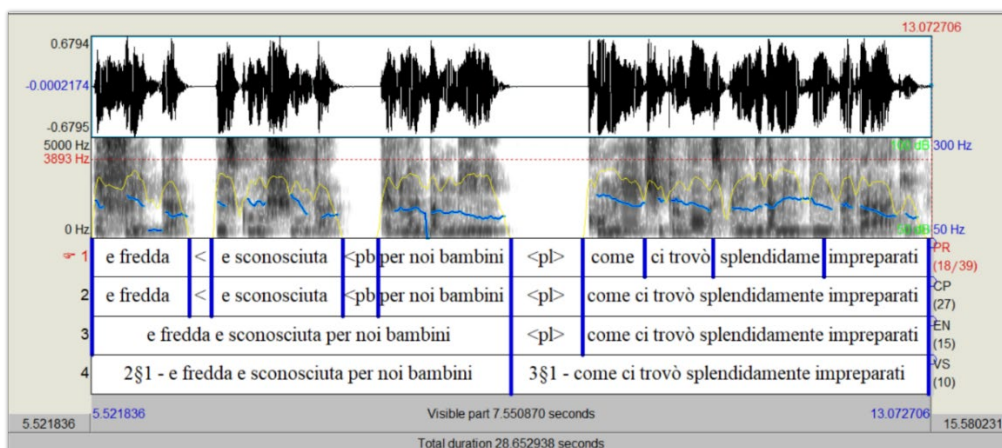 13.072706
0.6794
-0.0002174
-0.6795
5000 Hz
3893 Hz
0 Hz
300 Hz
50 Hz
1 e fredda < e sconosciuta <pb per noi bambini <pl> come ci trovò splendidame impreparati PR (18/39)
2 e fredda < e sconosciuta <pb per noi bambini <pl> come ci trovò splendidamente impreparati CP (27)
3 e fredda e sconosciuta per noi bambini <pl> come ci trovò splendidamente impreparati EN (15)
4 2§1 - e fredda e sconosciuta per noi bambini 3§1 - come ci trovò splendidamente impreparati VS (10)
5.521836 5.521836 Visible part 7.550870 seconds 13.072706 15.580231
Total duration 28.652938 seconds